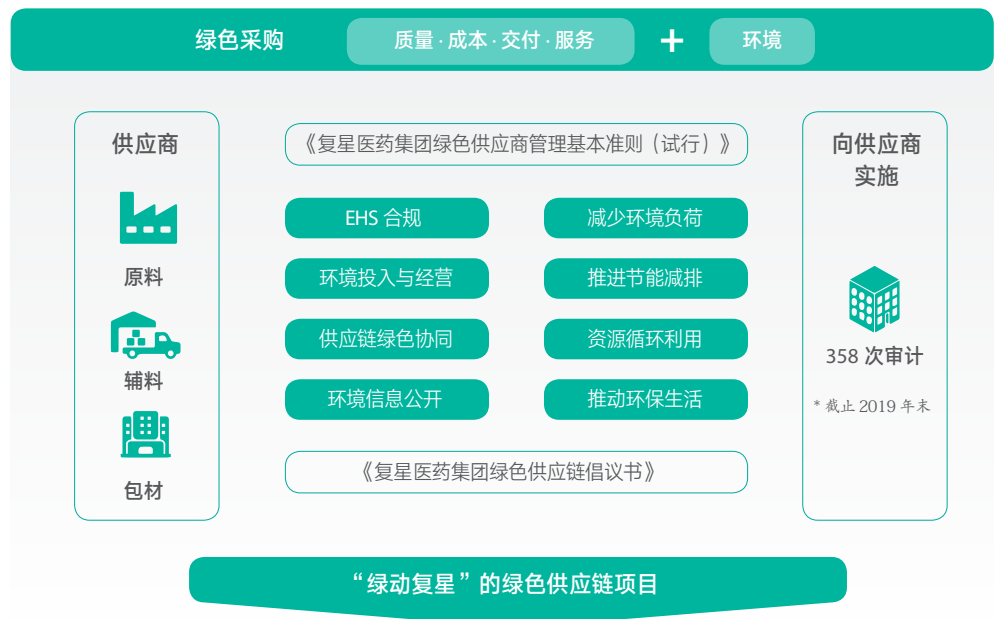 绿色采购
质量·成本·交付·服务
+
环境
供应商
原料
辅料
包材
《复星医药集团绿色供应商管理基本准则（试行）》
EHS 合规
减少环境负荷
环境投入与经营
推进节能减排
供应链绿色协同
资源循环利用
环境信息公开
推动环保生活
《复星医药集团绿色供应链倡议书》
向供应商
实施
358 次审计
* 截止 2019 年末
“绿动复星”的绿色供应链项目